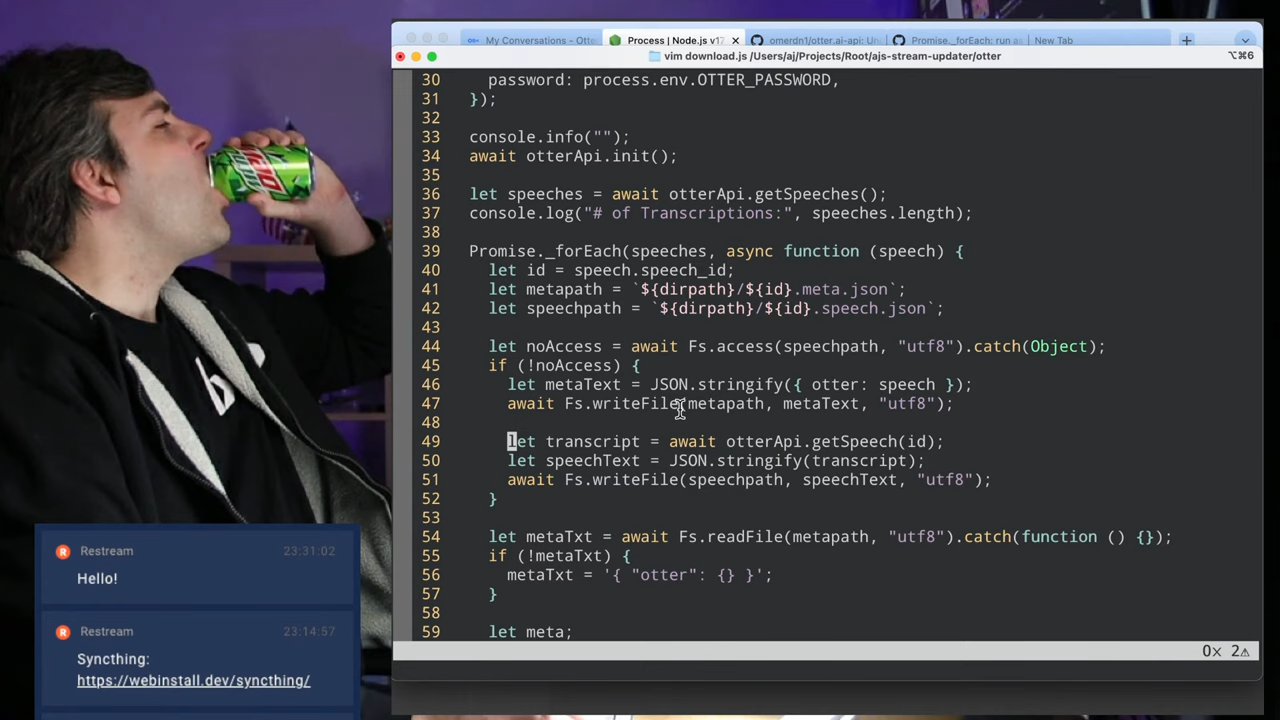 My Conversations - Otte
Process | Node.js v17
omerdn1/otter.ai-api: Un
Promise._forEach: run as
New Tab
vim download.js /Users/aj/Projects/Root/ajs-stream-updater/otter
⌥⌘6
30 password: process.env.OTTER_PASSWORD,
31 });
32
33 console.info("");
34 await otterApi.init();
35
36 let speeches = await otterApi.getSpeeches();
37 console.log("# of Transcriptions:", speeches.length);
38
39 Promise._forEach(speeches, async function (speech) {
40 let id = speech.speech_id;
41 let metapath = `${dirpath}/${id}.meta.json`;
42 let speechpath = `${dirpath}/${id}.speech.json`;
43
44 let noAccess = await Fs.access(speechpath, "utf8").catch(Object);
45 if (!noAccess) {
46 let metaText = JSON.stringify({ otter: speech });
47 await Fs.writeFile(metapath, metaText, "utf8");
48
49 let transcript = await otterApi.getSpeech(id);
50 let speechText = JSON.stringify(transcript);
51 await Fs.writeFile(speechpath, speechText, "utf8");
52 }
53
54 let metaTxt = await Fs.readFile(metapath, "utf8").catch(function () {});
55 if (!metaTxt) {
56 metaTxt = '{ "otter": {} }';
57 }
58
59 let meta;
0× 2⚠
R Restream 23:31:02
Hello!
R Restream 23:14:57
Syncthing:
https://webinstall.dev/syncthing/